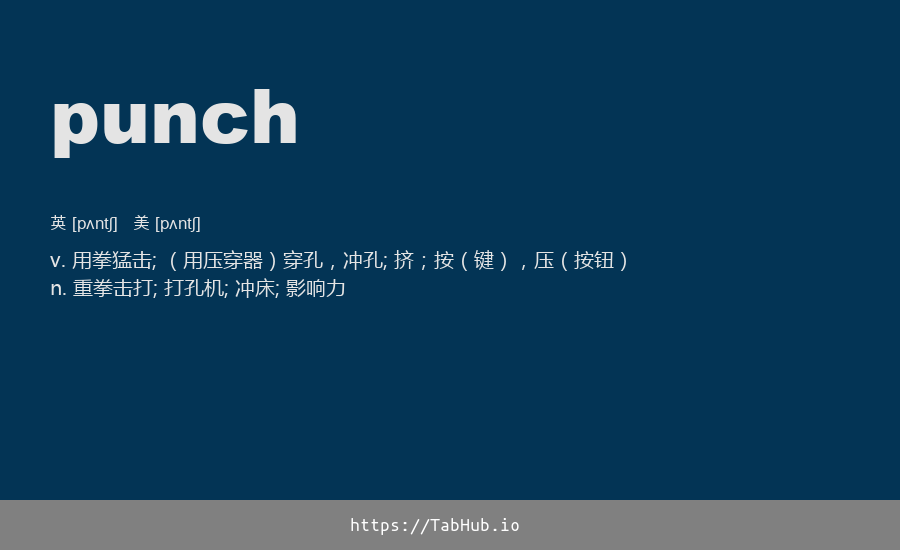 punch
英 [pʌntʃ] 美 [pʌntʃ]
v. 用拳猛击; （用压穿器）穿孔，冲孔; 挤；按（键），压（按钮）
n. 重拳击打; 打孔机; 冲床; 影响力
https://TabHub.io